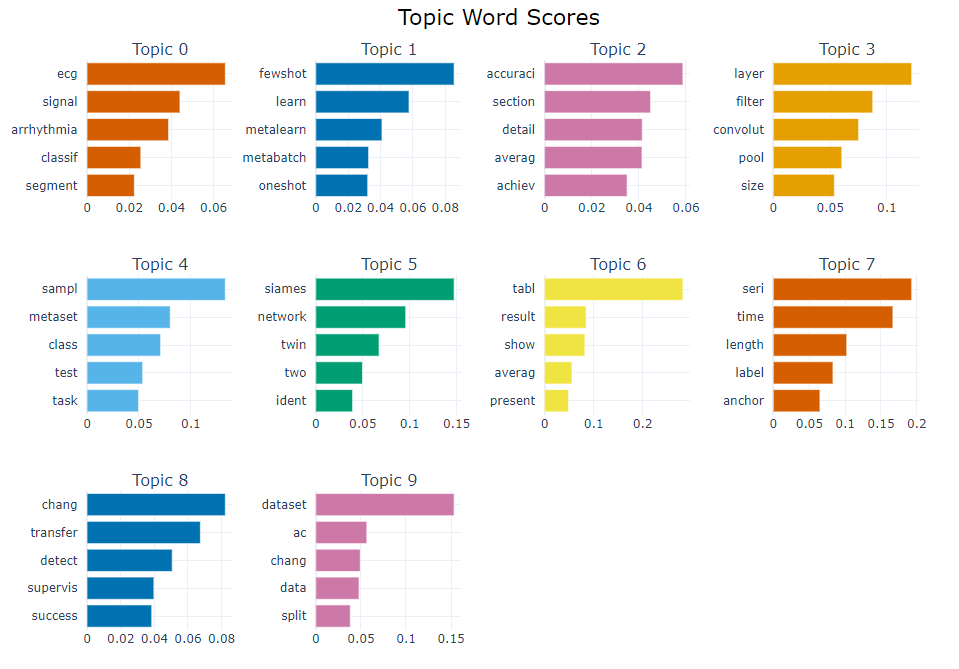 Topic Word Scores
Topic 0
ecg
signal
arrhythmia
classif
segment
0 0.02 0.04 0.06
Topic 1
fewshot
learn
metalearn
metabatch
oneshot
0 0.02 0.04 0.06 0.08
Topic 2
accuraci
section
detail
averag
achiev
0 0.02 0.04 0.06
Topic 3
layer
filter
convolut
pool
size
0 0.05 0.1
Topic 4
sampl
metaset
class
test
task
0 0.05 0.1
Topic 5
siames
network
twin
two
ident
0 0.05 0.1 0.15
Topic 6
tabl
result
show
averag
present
0 0.1 0.2
Topic 7
seri
time
length
label
anchor
0 0.05 0.1 0.15 0.2
Topic 8
chang
transfer
detect
supervis
success
0 0.02 0.04 0.06 0.08
Topic 9
dataset
ac
chang
data
split
0 0.05 0.1 0.15